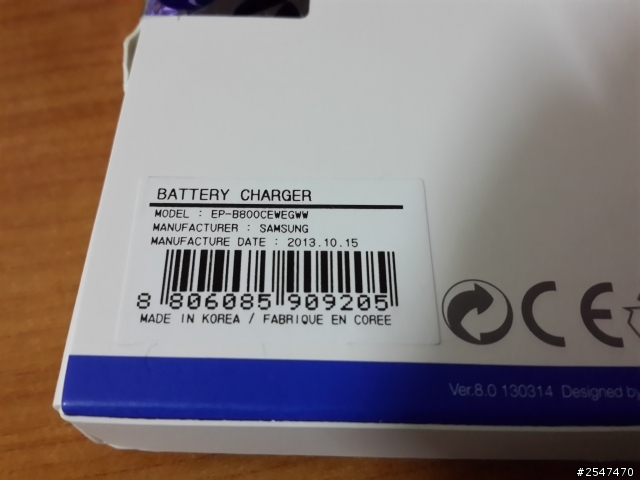 BATTERY CHARGER
MODEL : EP-B800CEWEGWW
MANUFACTURER : SAMSUNG
MANUFACTURE DATE : 2013.10.15
8 806085 909205
MADE IN KOREA / FABRIQUE EN COREE
CE
Ver.8.0 130314 Designed by
#2547470